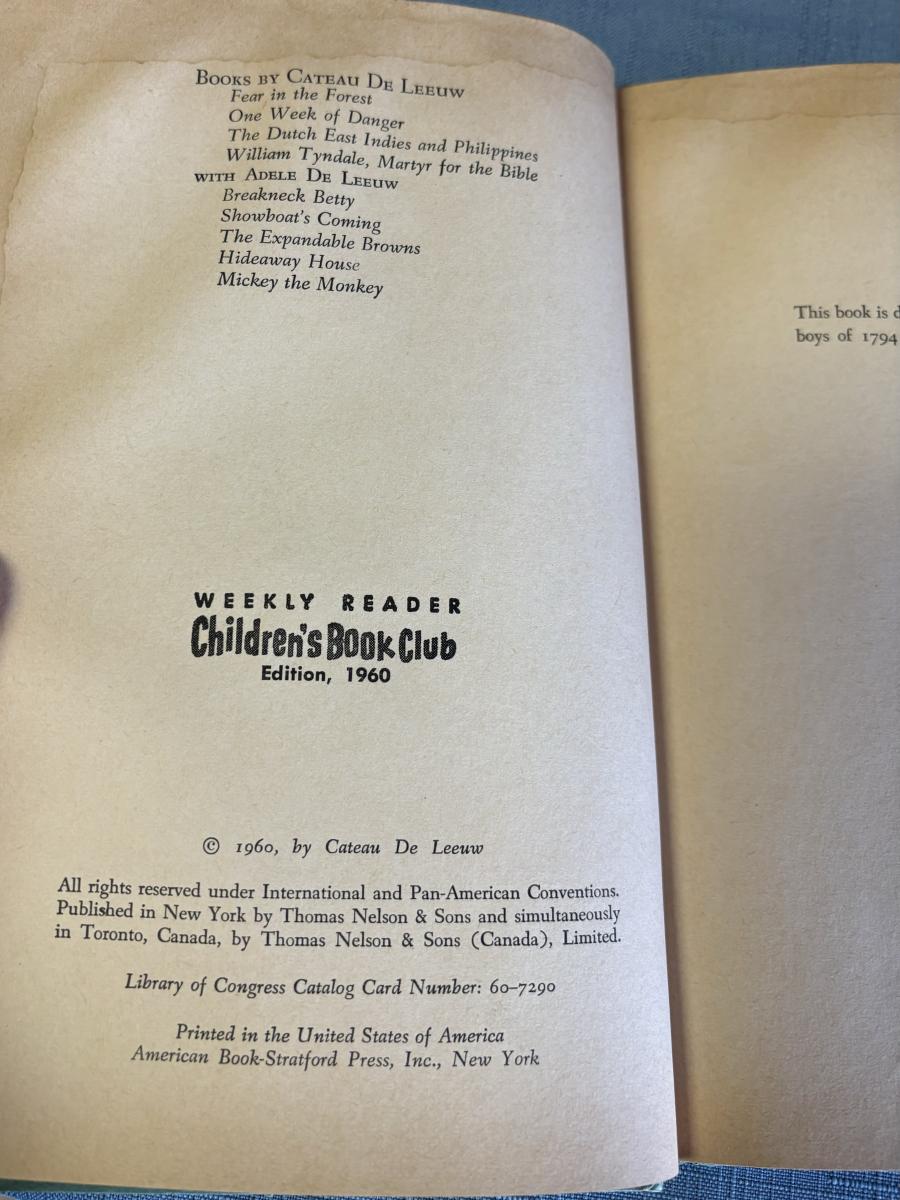 BOOKS BY CATEAU DE LEEUW
Fear in the Forest
One Week of Danger
The Dutch East Indies and Philippines
William Tyndale, Martyr for the Bible
WITH ADELE DE LEEUW
Breakneck Betty
Showboat's Coming
The Expandable Browns
Hideaway House
Mickey the Monkey
WEEKLY READER
Children's Book Club
Edition, 1960
© 1960, by Cateau De Leeuw
All rights reserved under International and Pan-American Conventions.
Published in New York by Thomas Nelson & Sons and simultaneously
in Toronto, Canada, by Thomas Nelson & Sons (Canada), Limited.
Library of Congress Catalog Card Number: 60–7290
Printed in the United States of America
American Book-Stratford Press, Inc., New York
This book is
boys of 1794